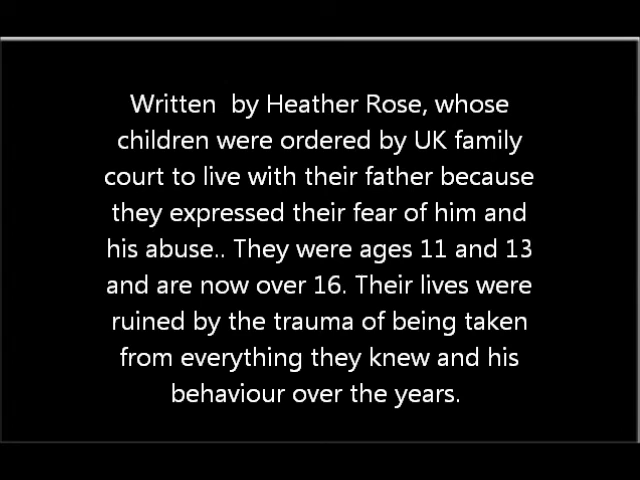 Written  by Heather Rose, whose
children were ordered by UK family
court to live with their father because
they expressed their fear of him and
his abuse.. They were ages 11 and 13
and are now over 16. Their lives were
ruined by the trauma of being taken
from everything they knew and his
behaviour over the years.